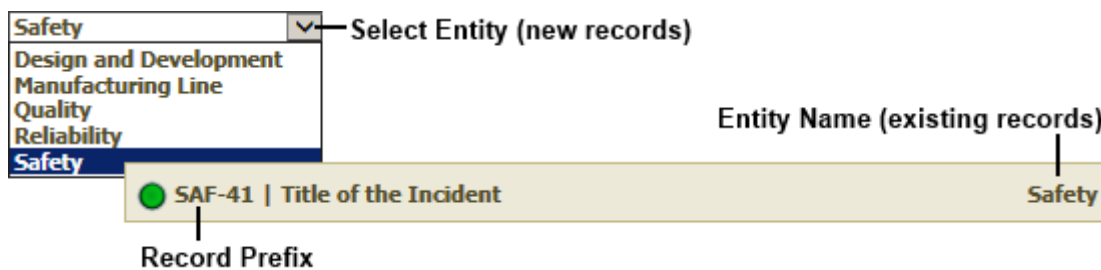 Safety
Select Entity (new records)
Design and Development
Manufacturing Line
Quality
Reliability
Safety
Entity Name (existing records)
SAF-41 | Title of the Incident
Safety
Record Prefix